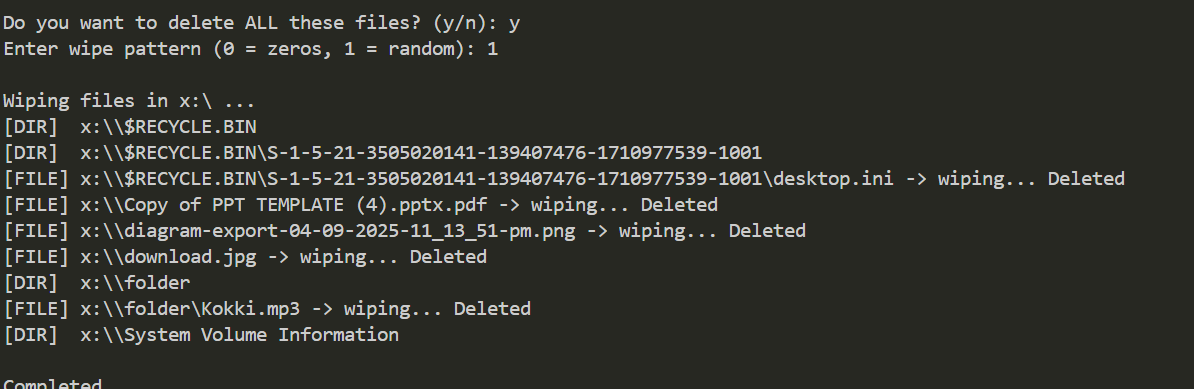 Do you want to delete ALL these files? (y/n): y
Enter wipe pattern (0 = zeros, 1 = random): 1
Wiping files in x:\ ...
[DIR]  x:\\$RECYCLE.BIN
[DIR]  x:\\$RECYCLE.BIN\S-1-5-21-3505020141-139407476-1710977539-1001
[FILE] x:\\$RECYCLE.BIN\S-1-5-21-3505020141-139407476-1710977539-1001\desktop.ini -> wiping... Deleted
[FILE] x:\\Copy of PPT TEMPLATE (4).pptx.pdf -> wiping... Deleted
[FILE] x:\\diagram-export-04-09-2025-11_13_51-pm.png -> wiping... Deleted
[FILE] x:\\download.jpg -> wiping... Deleted
[DIR]  x:\\folder
[FILE] x:\\folder\Kokki.mp3 -> wiping... Deleted
[DIR]  x:\\System Volume Information
Completed